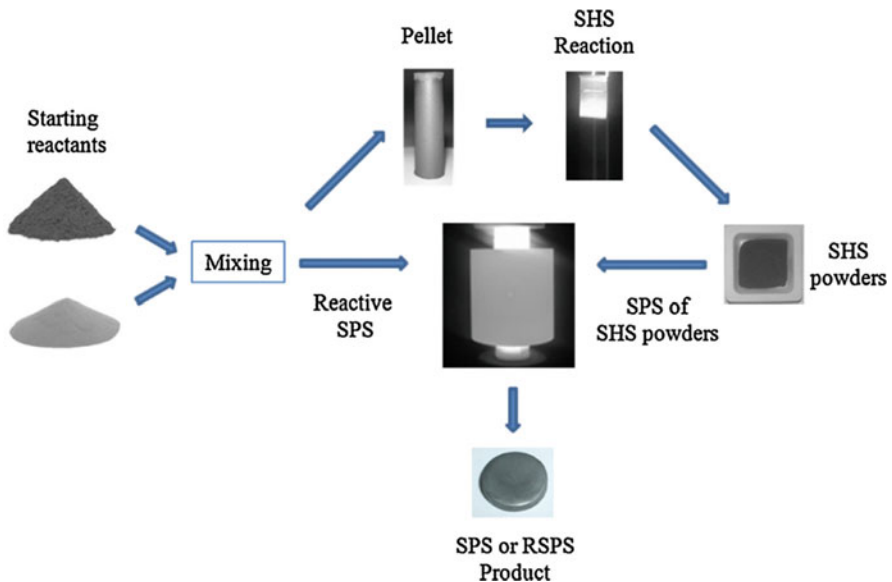 Starting
reactants
Mixing
Pellet
SHS
Reaction
SHS
powders
Reactive
SPS
SPS of
SHS powders
SPS or RSPS
Product